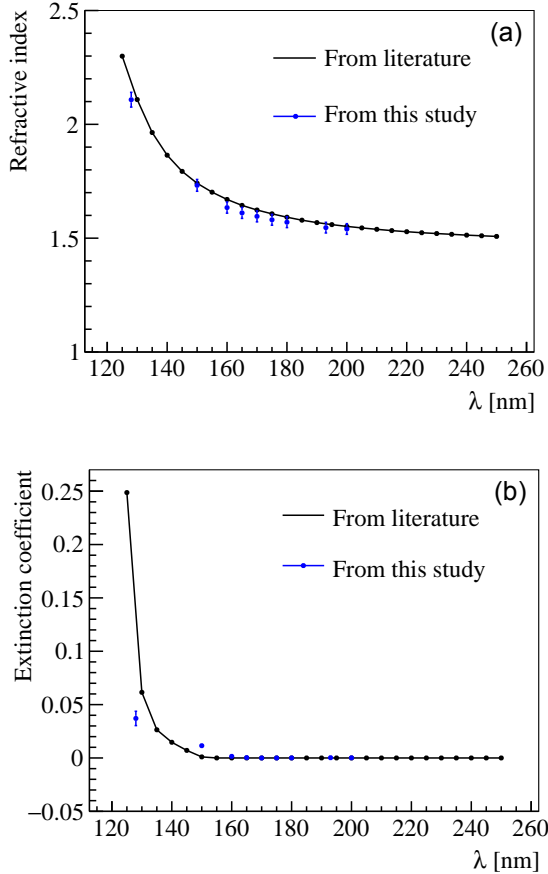 (a)
From literature
From this study
Refractive index
2.5
2
1.5
1
120 140 160 180 200 220 240 260
λ [nm]
(b)
From literature
From this study
Extinction coefficient
0.25
0.2
0.15
0.1
0.05
0
−0.05
120 140 160 180 200 220 240 260
λ [nm]